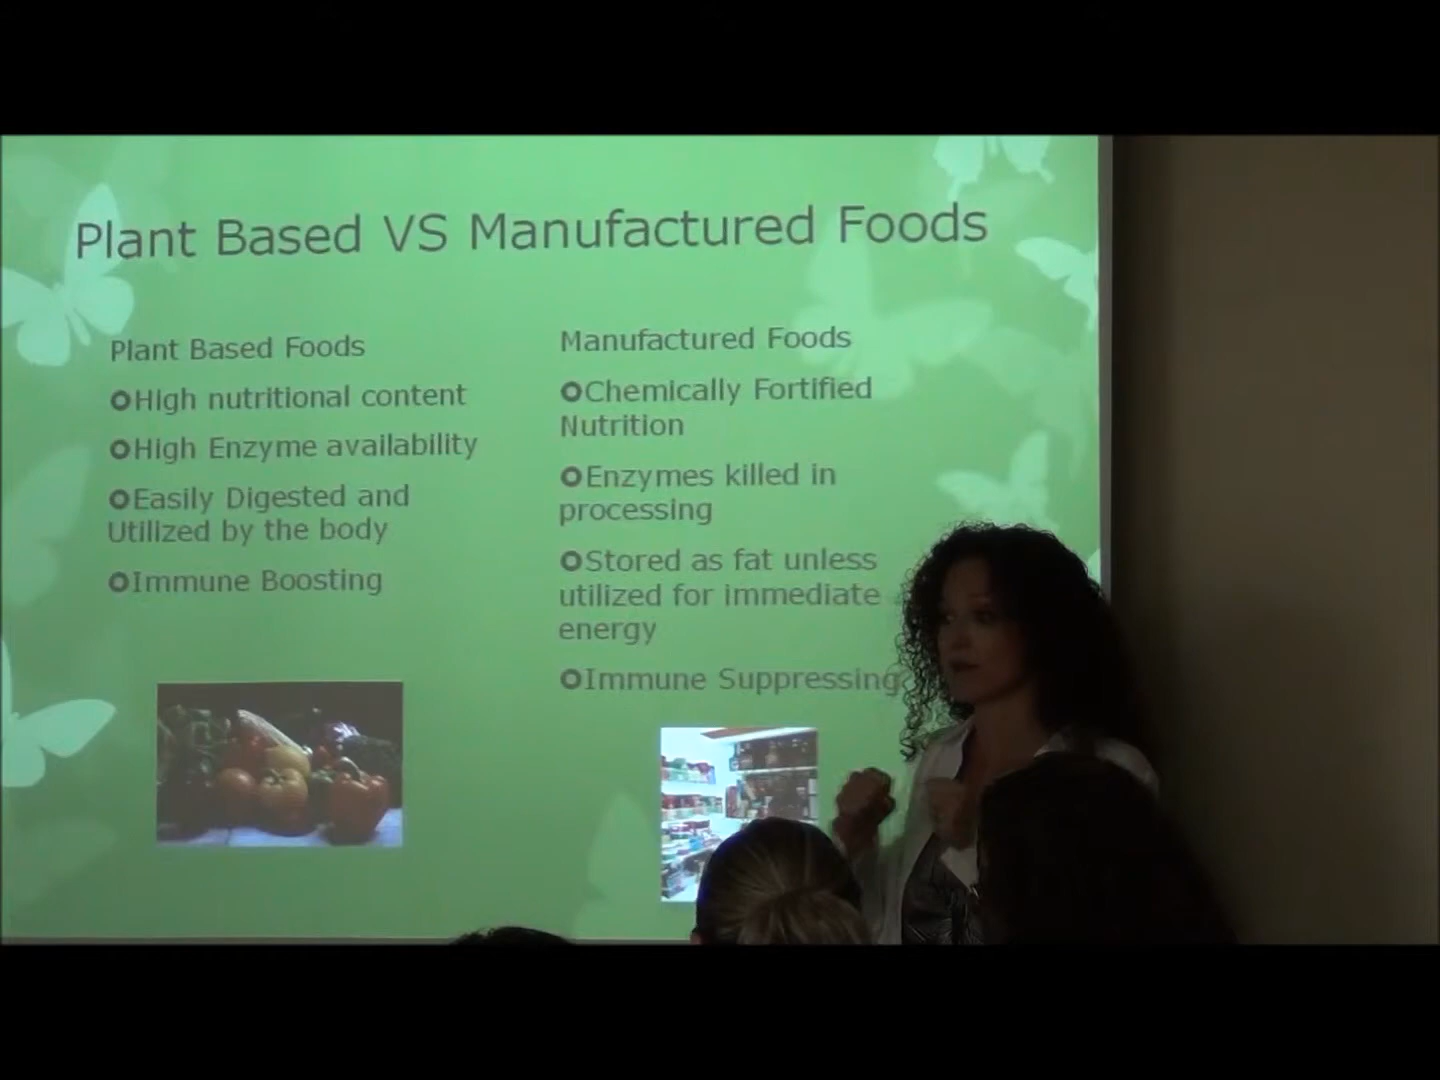 Plant Based VS Manufactured Foods
Plant Based Foods
High nutritional content
High Enzyme availability
Easily Digested and
Utilized by the body
Immune Boosting
Manufactured Foods
Chemically Fortified
Nutrition
Enzymes killed in
processing
Stored as fat unless
utilized for immediate
energy
Immune Suppressing